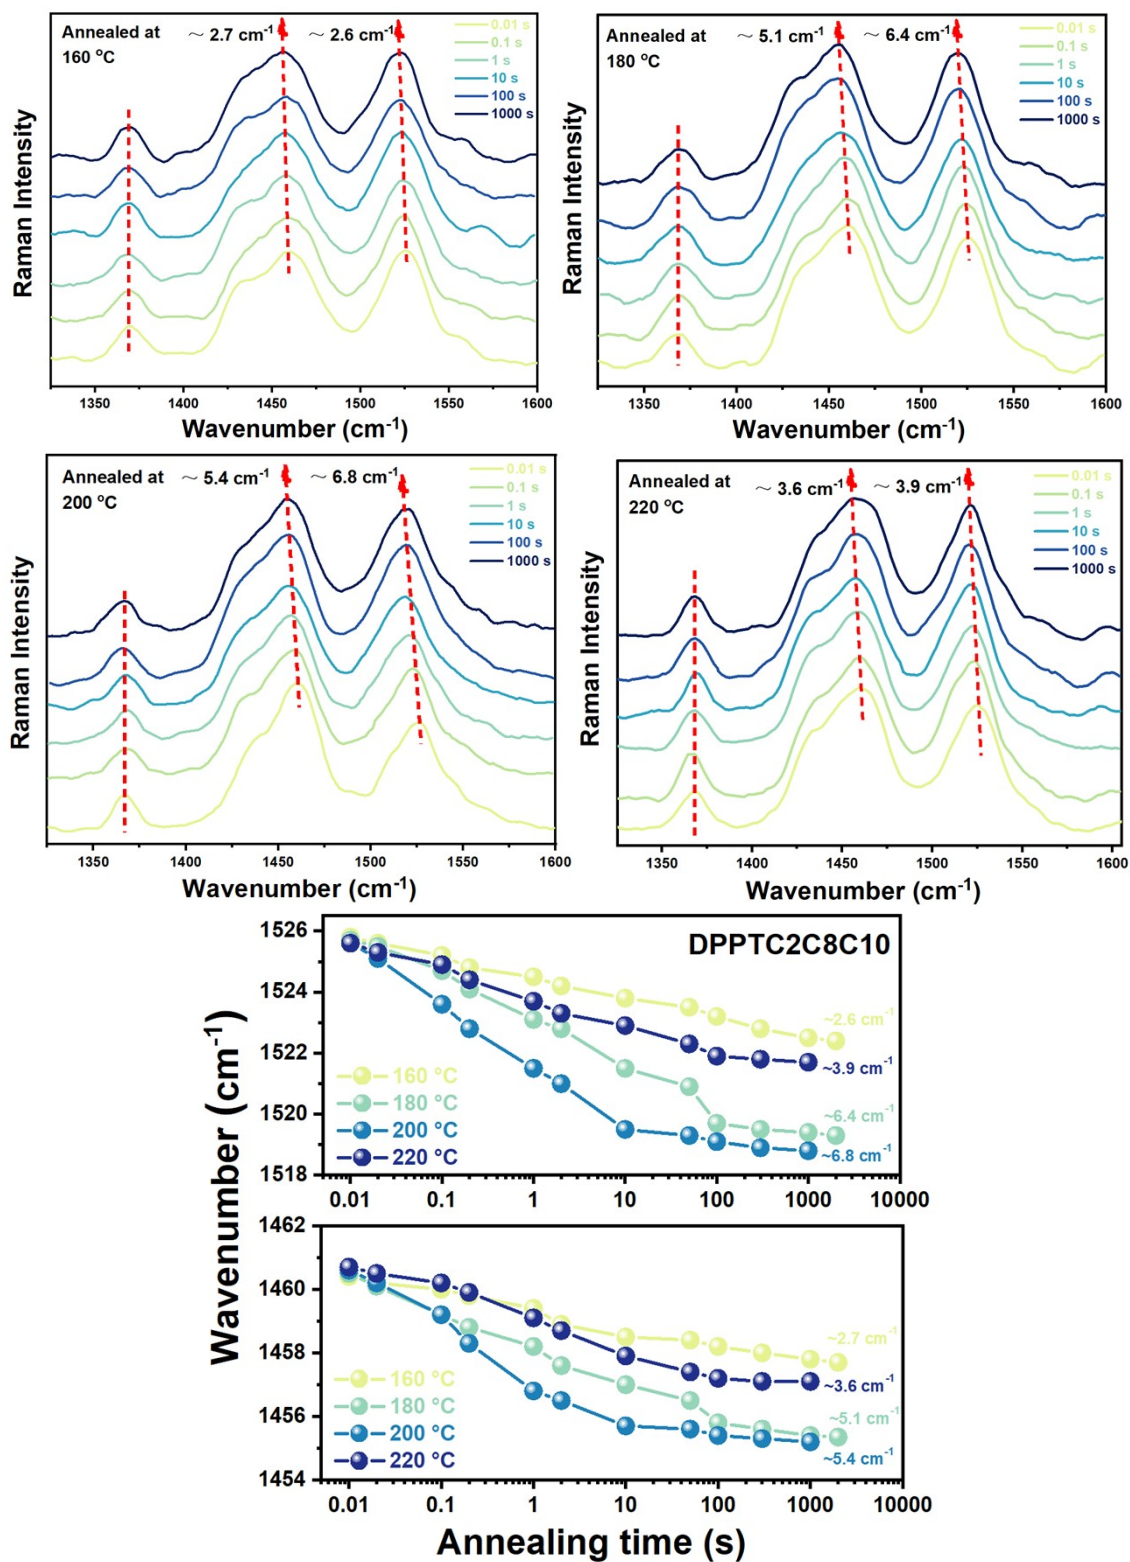 Annealed at
160 °C
~ 2.7 cm⁻¹
~ 2.6 cm⁻¹
0.01 s
0.1 s
1 s
10 s
100 s
1000 s
Raman Intensity
1350 1400 1450 1500 1550 1600
Wavenumber (cm⁻¹)
Annealed at
180 °C
~ 5.1 cm⁻¹
~ 6.4 cm⁻¹
0.01 s
0.1 s
1 s
10 s
100 s
1000 s
Raman Intensity
1350 1400 1450 1500 1550 1600
Wavenumber (cm⁻¹)
Annealed at
200 °C
~ 5.4 cm⁻¹
~ 6.8 cm⁻¹
0.01 s
0.1 s
1 s
10 s
100 s
1000 s
Raman Intensity
1350 1400 1450 1500 1550 1600
Wavenumber (cm⁻¹)
Annealed at
220 °C
~ 3.6 cm⁻¹
~ 3.9 cm⁻¹
0.01 s
0.1 s
1 s
10 s
100 s
1000 s
Raman Intensity
1350 1400 1450 1500 1550 1600
Wavenumber (cm⁻¹)
Wavenumber (cm⁻¹)
1526
1524
1522
1520
1518
DPPTC2C8C10
~2.6 cm⁻¹
~3.9 cm⁻¹
~6.4 cm⁻¹
~6.8 cm⁻¹
160 °C
180 °C
200 °C
220 °C
0.01 0.1 1 10 100 1000 10000
1462
1460
1458
1456
1454
~2.7 cm⁻¹
~3.6 cm⁻¹
~5.1 cm⁻¹
~5.4 cm⁻¹
160 °C
180 °C
200 °C
220 °C
0.01 0.1 1 10 100 1000 10000
Annealing time (s)